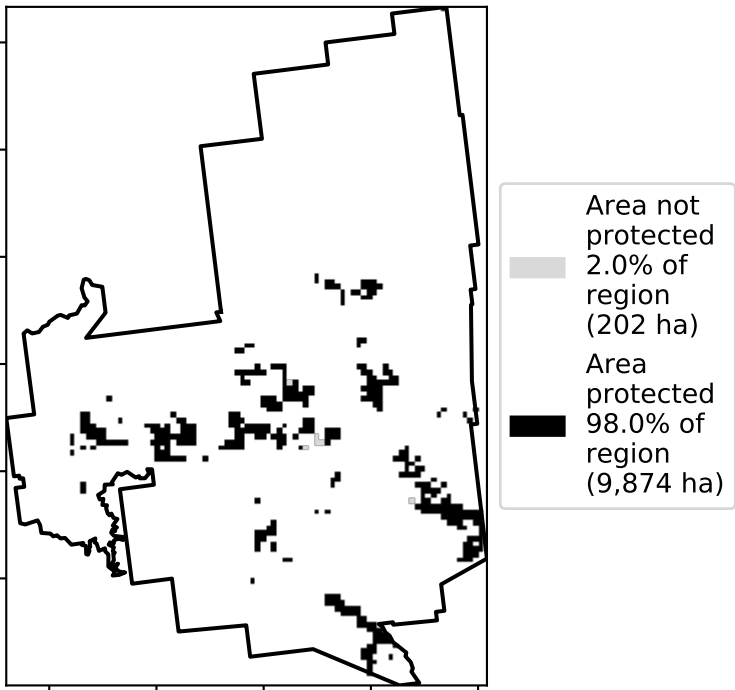 Area not
protected
2.0% of
region
(202 ha)
Area
protected
98.0% of
region
(9,874 ha)